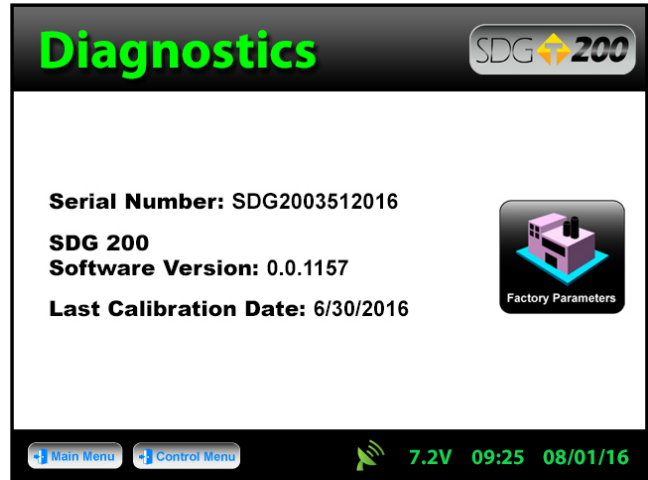 Diagnostics
SDG 200
Serial Number: SDG2003512016
SDG 200
Software Version: 0.0.1157
Last Calibration Date: 6/30/2016
Factory Parameters
Main Menu
Control Menu
7.2V
09:25
08/01/16